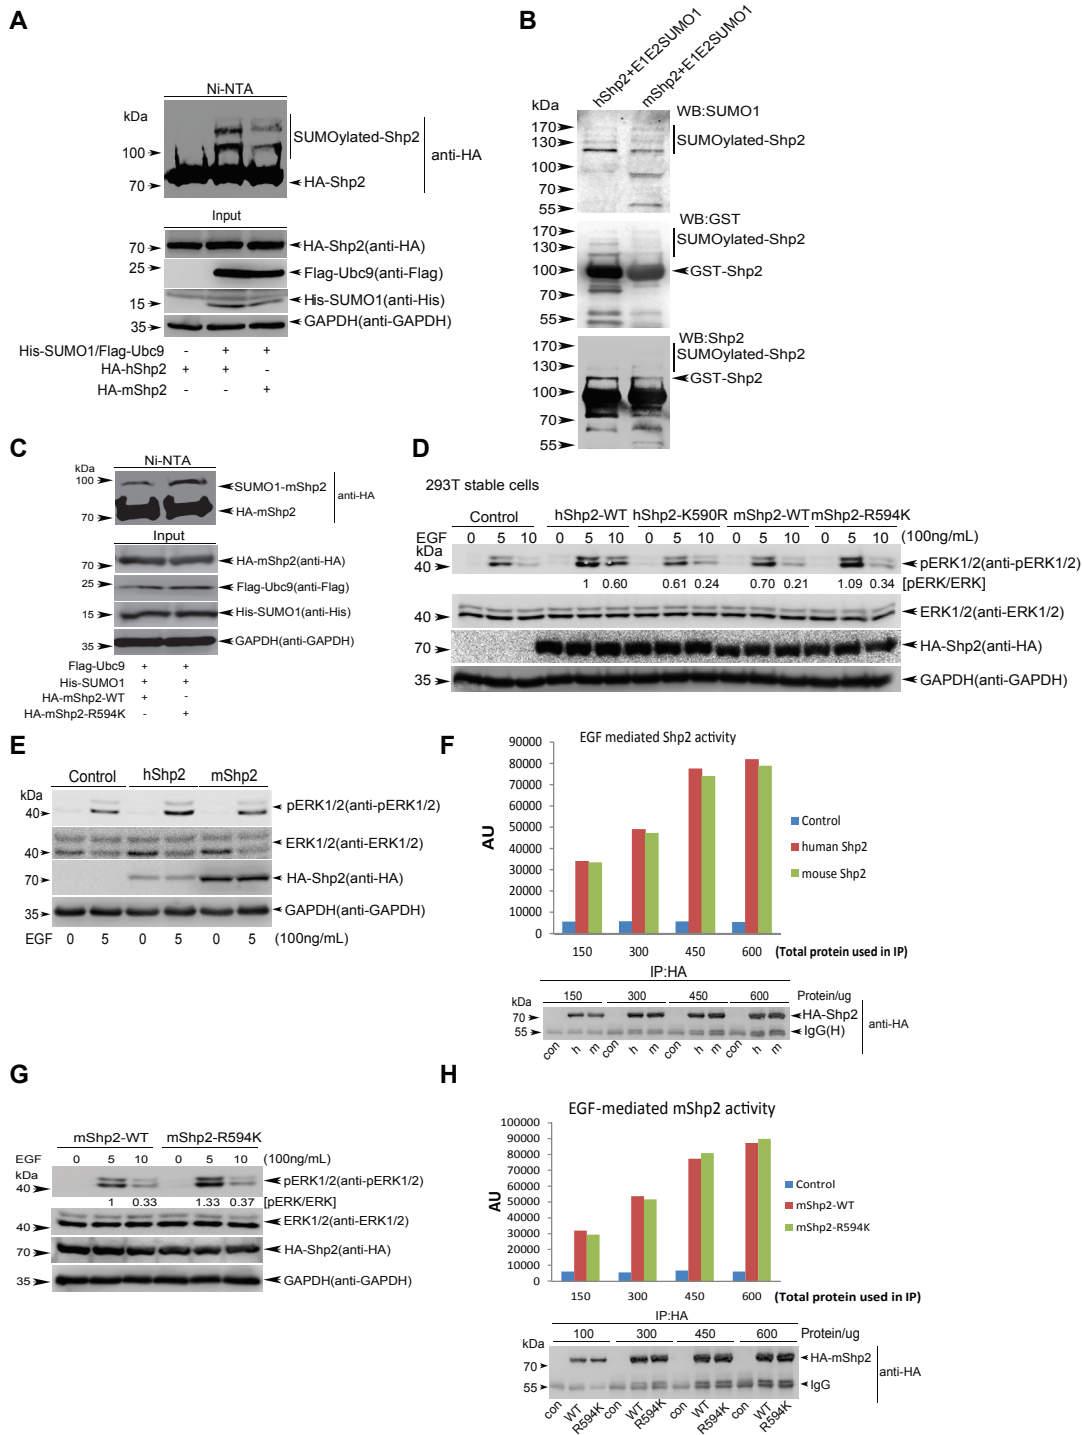 A
Ni-NTA
kDa
100
70
SUMOylated-Shp2
HA-Shp2
anti-HA
Input
70
HA-Shp2(anti-HA)
25
Flag-Ubc9(anti-Flag)
15
His-SUMO1(anti-His)
35
GAPDH(anti-GAPDH)
His-SUMO1/Flag-Ubc9 - + +
HA-hShp2 + + -
HA-mShp2 - - +
B
hShp2+E1E2SUMO1
mShp2+E1E2SUMO1
kDa
WB:SUMO1
170
130
100
70
55
SUMOylated-Shp2
WB:GST
170
130
100
70
55
SUMOylated-Shp2
GST-Shp2
WB:Shp2
170
130
100
70
55
SUMOylated-Shp2
GST-Shp2
C
Ni-NTA
kDa
100
70
SUMO1-mShp2
HA-mShp2
anti-HA
Input
70
HA-mShp2(anti-HA)
25
Flag-Ubc9(anti-Flag)
15
His-SUMO1(anti-His)
35
GAPDH(anti-GAPDH)
Flag-Ubc9 + +
His-SUMO1 + +
HA-mShp2-WT + -
HA-mShp2-R594K - +
D
293T stable cells
Control hShp2-WT hShp2-K590R mShp2-WT mShp2-R594K
EGF 0 5 10 0 5 10 0 5 10 0 5 10 0 5 10 (100ng/mL)
kDa
40
pERK1/2(anti-pERK1/2)
1 0.60 0.61 0.24 0.70 0.21 1.09 0.34 [pERK/ERK]
40
ERK1/2(anti-ERK1/2)
70
HA-Shp2(anti-HA)
35
GAPDH(anti-GAPDH)
E
Control hShp2 mShp2
kDa
40
pERK1/2(anti-pERK1/2)
40
ERK1/2(anti-ERK1/2)
70
HA-Shp2(anti-HA)
35
GAPDH(anti-GAPDH)
EGF 0 5 0 5 0 5 (100ng/mL)
F
EGF mediated Shp2 activity
AU
90000
80000
70000
60000
50000
40000
30000
20000
10000
0
Control
human Shp2
mouse Shp2
150 300 450 600 (Total protein used in IP)
IP:HA
150 300 450 600 Protein/ug
kDa
70
55
HA-Shp2
IgG(H)
anti-HA
con h m con h m con h m con h m
G
mShp2-WT mShp2-R594K
EGF 0 5 10 0 5 10 (100ng/mL)
kDa
40
pERK1/2(anti-pERK1/2)
1 0.33 1.33 0.37 [pERK/ERK]
40
ERK1/2(anti-ERK1/2)
70
HA-Shp2(anti-HA)
35
GAPDH(anti-GAPDH)
H
EGF-mediated mShp2 activity
AU
100000
90000
80000
70000
60000
50000
40000
30000
20000
10000
0
Control
mShp2-WT
mShp2-R594K
150 300 450 600 (Total protein used in IP)
IP:HA
100 300 450 600 Protein/ug
kDa
70
55
HA-mShp2
IgG
anti-HA
con WT R594K con WT R594K con WT R594K con WT R594K